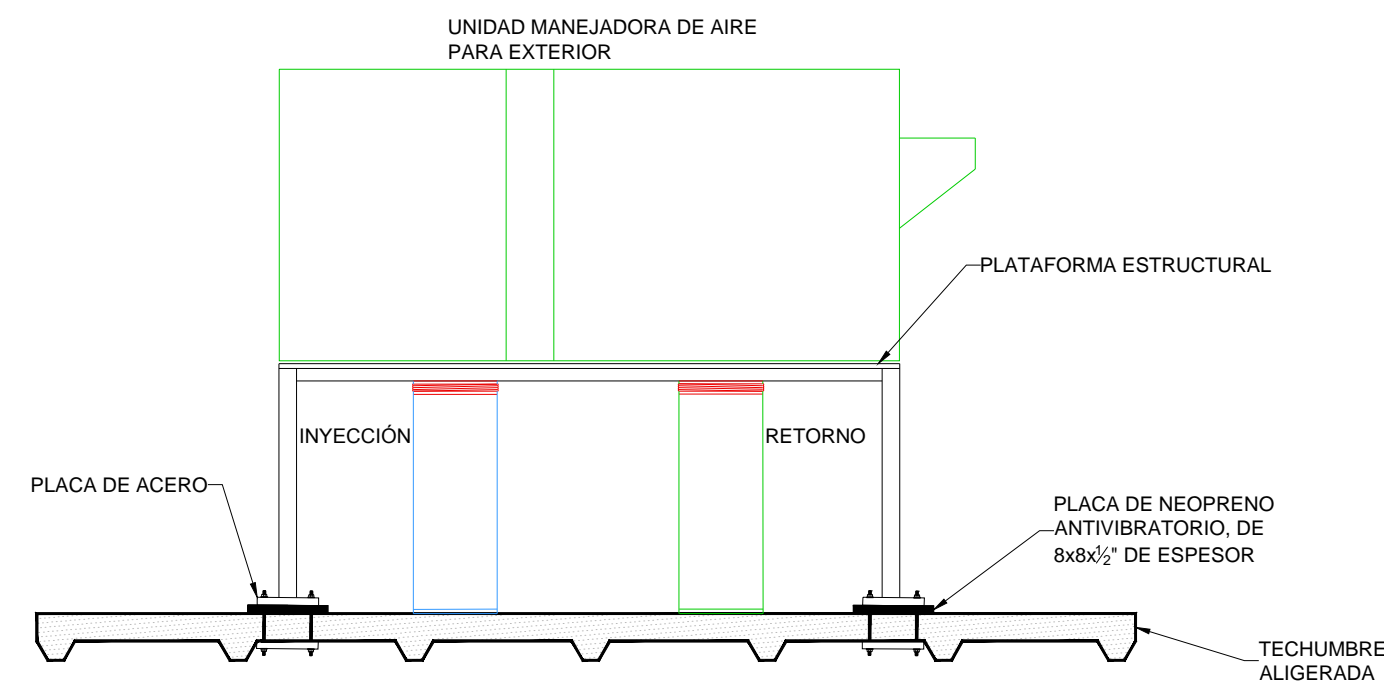 UNIDAD MANEJADORA DE AIRE
PARA EXTERIOR
PLATAFORMA ESTRUCTURAL
INYECCIÓN
RETORNO
PLACA DE ACERO
PLACA DE NEOPRENO
ANTIVIBRATORIO, DE
8x8x½" DE ESPESOR
TECHUMBRE
ALIGERADA